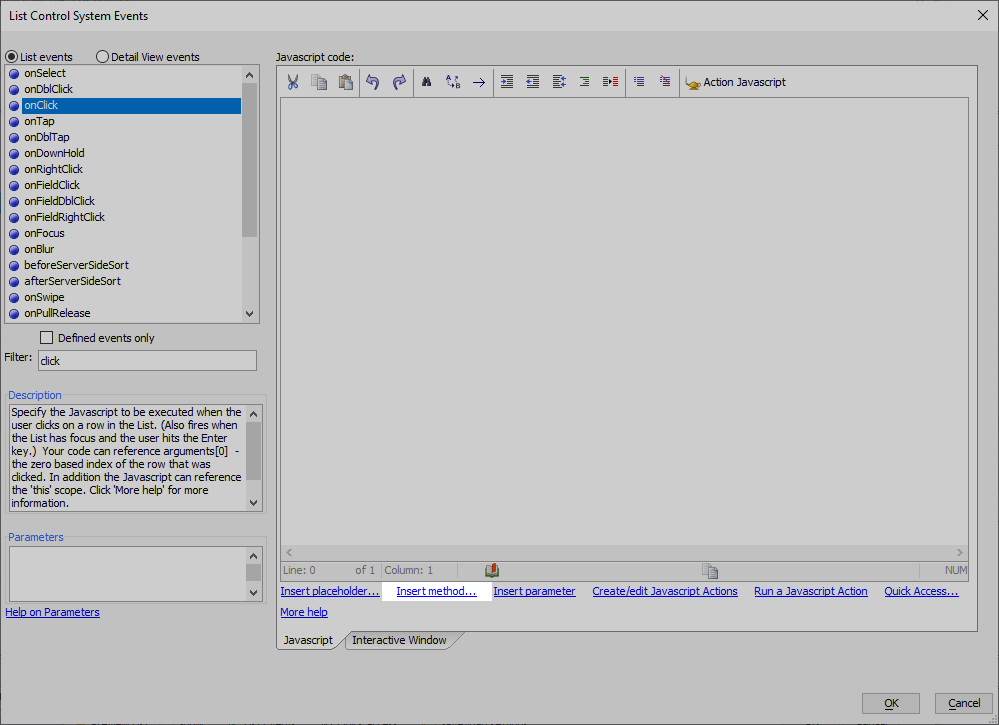 List Control System Events
List events
Detail View events
onSelect
onDblClick
onClick
onTap
onDblTap
onDownHold
onRightClick
onFieldClick
onFieldDblClick
onFieldRightClick
onFocus
onBlur
beforeServerSideSort
afterServerSideSort
onSwipe
onPullRelease
Defined events only
Filter: click
Description
Specify the Javascript to be executed when the
user clicks on a row in the List. (Also fires when
the List has focus and the user hits the Enter
key.)  Your code can reference arguments[0]  -
the zero based index of the row that was
clicked. In addition the Javascript can reference
the 'this' scope. Click 'More help' for more
information.
Parameters
Help on Parameters
Javascript code:
Action Javascript
Line: 0 of 1 Column: 1 NUM
Insert placeholder... Insert method... Insert parameter Create/edit Javascript Actions Run a Javascript Action Quick Access...
More help
Javascript Interactive Window
OK Cancel